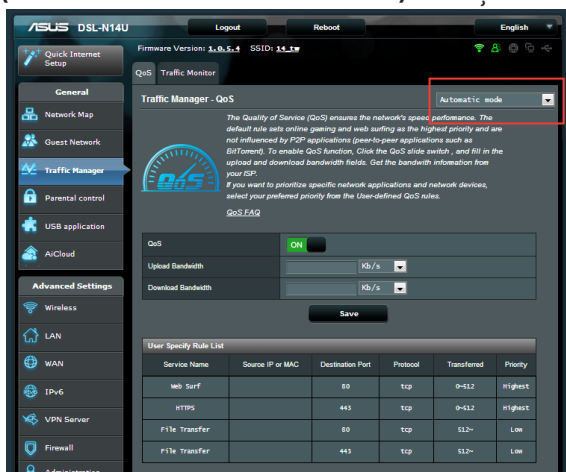 ASUS DSL-N14U
Logout
Reboot
English
Quick Internet
Setup
Firmware Version: 1.0.5.4 SSID: 14_tw
QoS Traffic Monitor
General
Network Map
Guest Network
Traffic Manager
Parental control
USB application
AiCloud
Traffic Manager - QoS
Automatic mode
The Quality of Service (QoS) ensures the network's speed performance. The
default rule sets online gaming and web surfing as the highest priority and are
not influenced by P2P applications (peer-to-peer applications such as
BitTorrent). To enable QoS function, Click the QoS slide switch , and fill in the
upload and download bandwidth fields. Get the bandwith information from
your ISP.
If you want to prioritize specific network applications and network devices,
select your preferred priority from the User-defined QoS rules.
QoS FAQ
QoS
QoS ON
Upload Bandwidth Kb/s
Download Bandwidth Kb/s
Save
Advanced Settings
Wireless
LAN
WAN
IPv6
VPN Server
Firewall
Administration
User Specify Rule List
Service Name Source IP or MAC Destination Port Protocol Transferred Priority
Web Surf 80 tcp 0~512 Highest
HTTPS 443 tcp 0~512 Highest
File Transfer 80 tcp 512~ Low
File Transfer 443 tcp 512~ Low